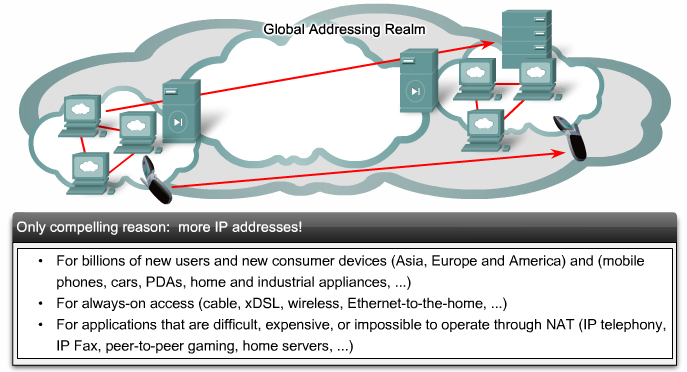 Global Addressing Realm
Only compelling reason:  more IP addresses!
• For billions of new users and new consumer devices (Asia, Europe and America) and (mobile
phones, cars, PDAs, home and industrial appliances, ...)
• For always-on access (cable, xDSL, wireless, Ethernet-to-the-home, ...)
• For applications that are difficult, expensive, or impossible to operate through NAT (IP telephony,
IP Fax, peer-to-peer gaming, home servers, ...)